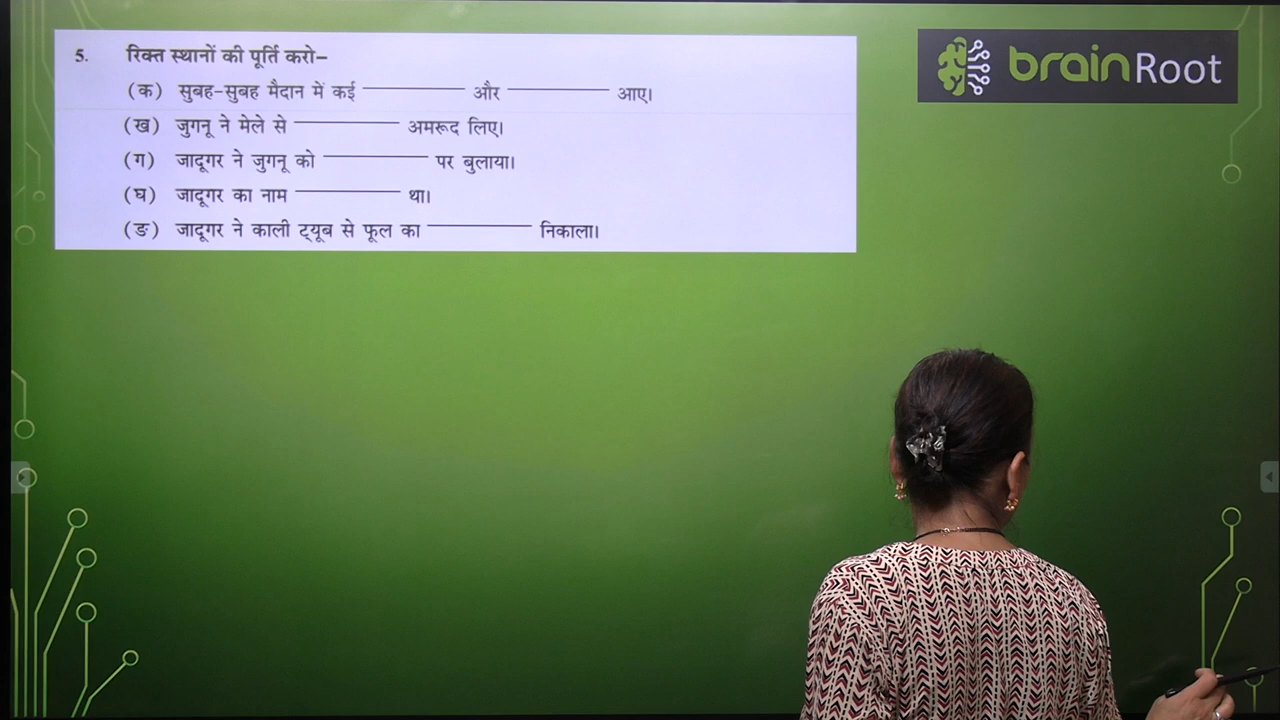 5. रिक्त स्थानों की पूर्ति करो–
(क) सुबह-सुबह मैदान में कई ________ और ________ आए।
(ख) जुगनू ने मेले से ________ अमरूद लिए।
(ग) जादूगर ने जुगनू को ________ पर बुलाया।
(घ) जादूगर का नाम ________ था।
(ङ) जादूगर ने काली ट्यूब से फूल का ________ निकाला।
brainRoot